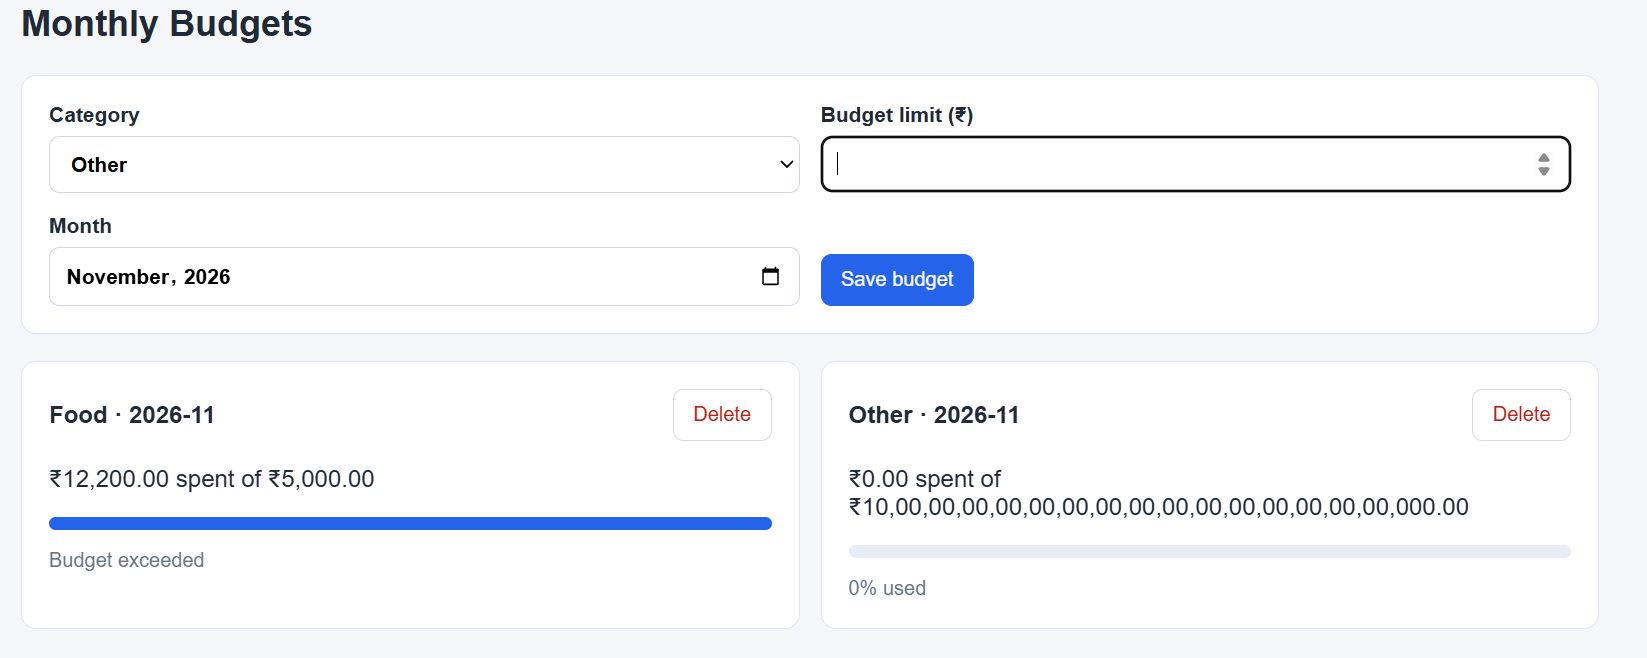 Monthly Budgets
Category
Budget limit (₹)
Other
Month
November, 2026
Save budget
Food · 2026-11
Delete
₹12,200.00 spent of ₹5,000.00
Budget exceeded
Other · 2026-11
Delete
₹0.00 spent of
₹10,00,00,00,00,00,00,00,00,00,00,00,00,00,00,00,000.00
0% used